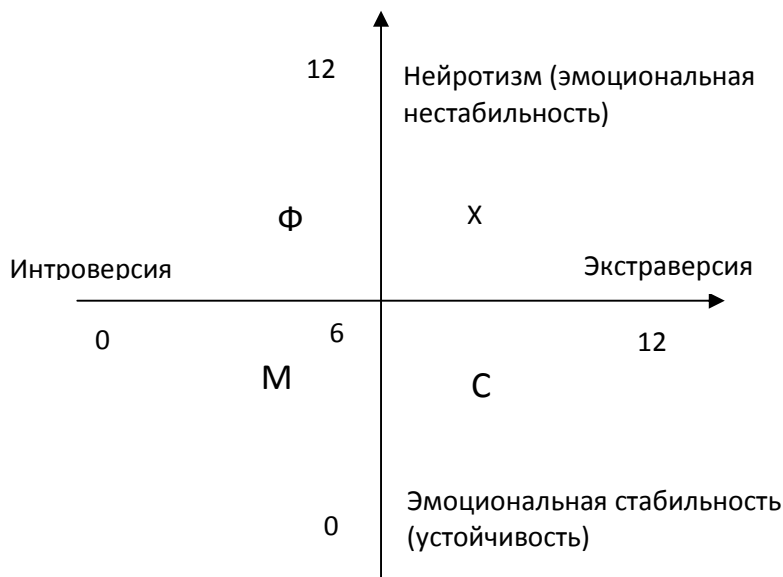 12
Нейротизм (эмоциональная
нестабильность)
Ф
Х
Интроверсия
Экстраверсия
0
6
12
М
С
0
Эмоциональная стабильность
(устойчивость)